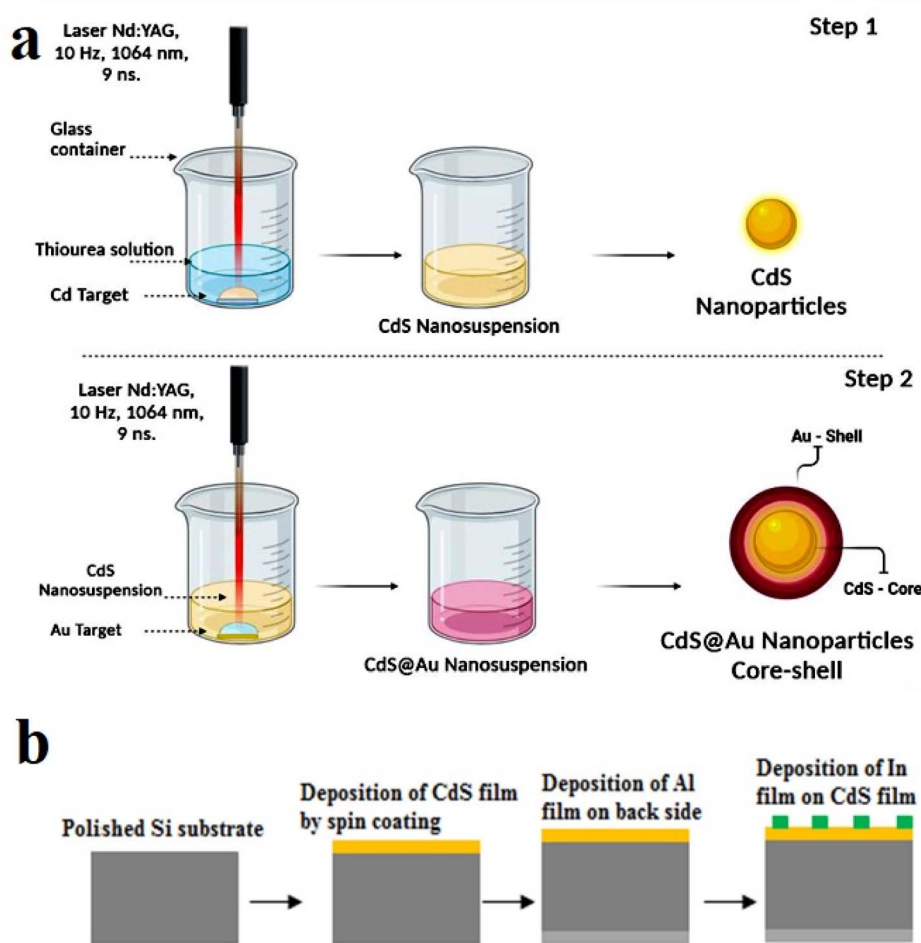 a
Laser Nd:YAG,
10 Hz, 1064 nm,
9 ns.
Step 1
Glass
container
Thiourea solution
Cd Target
CdS Nanosuspension
CdS
Nanoparticles
Step 2
Laser Nd:YAG,
10 Hz, 1064 nm,
9 ns.
Au - Shell
CdS
Nanosuspension
Au Target
CdS - Core
CdS@Au Nanosuspension
CdS@Au Nanoparticles
Core-shell
b
Polished Si substrate
Deposition of CdS film
by spin coating
Deposition of Al
film on back side
Deposition of In
film on CdS film